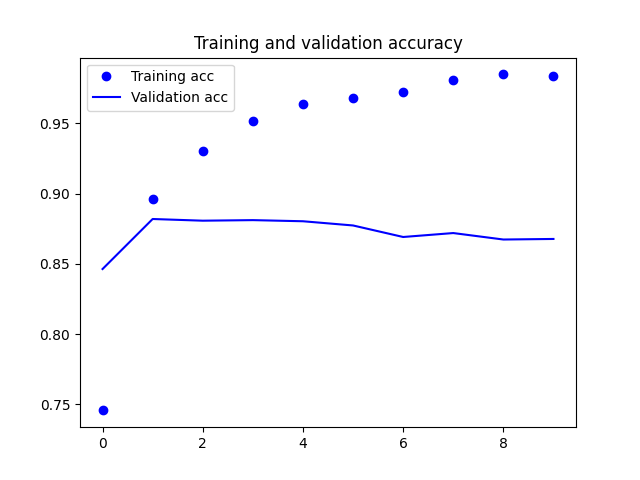 Training and validation accuracy
Training acc
Validation acc
0.95
0.90
0.85
0.80
0.75
0 2 4 6 8